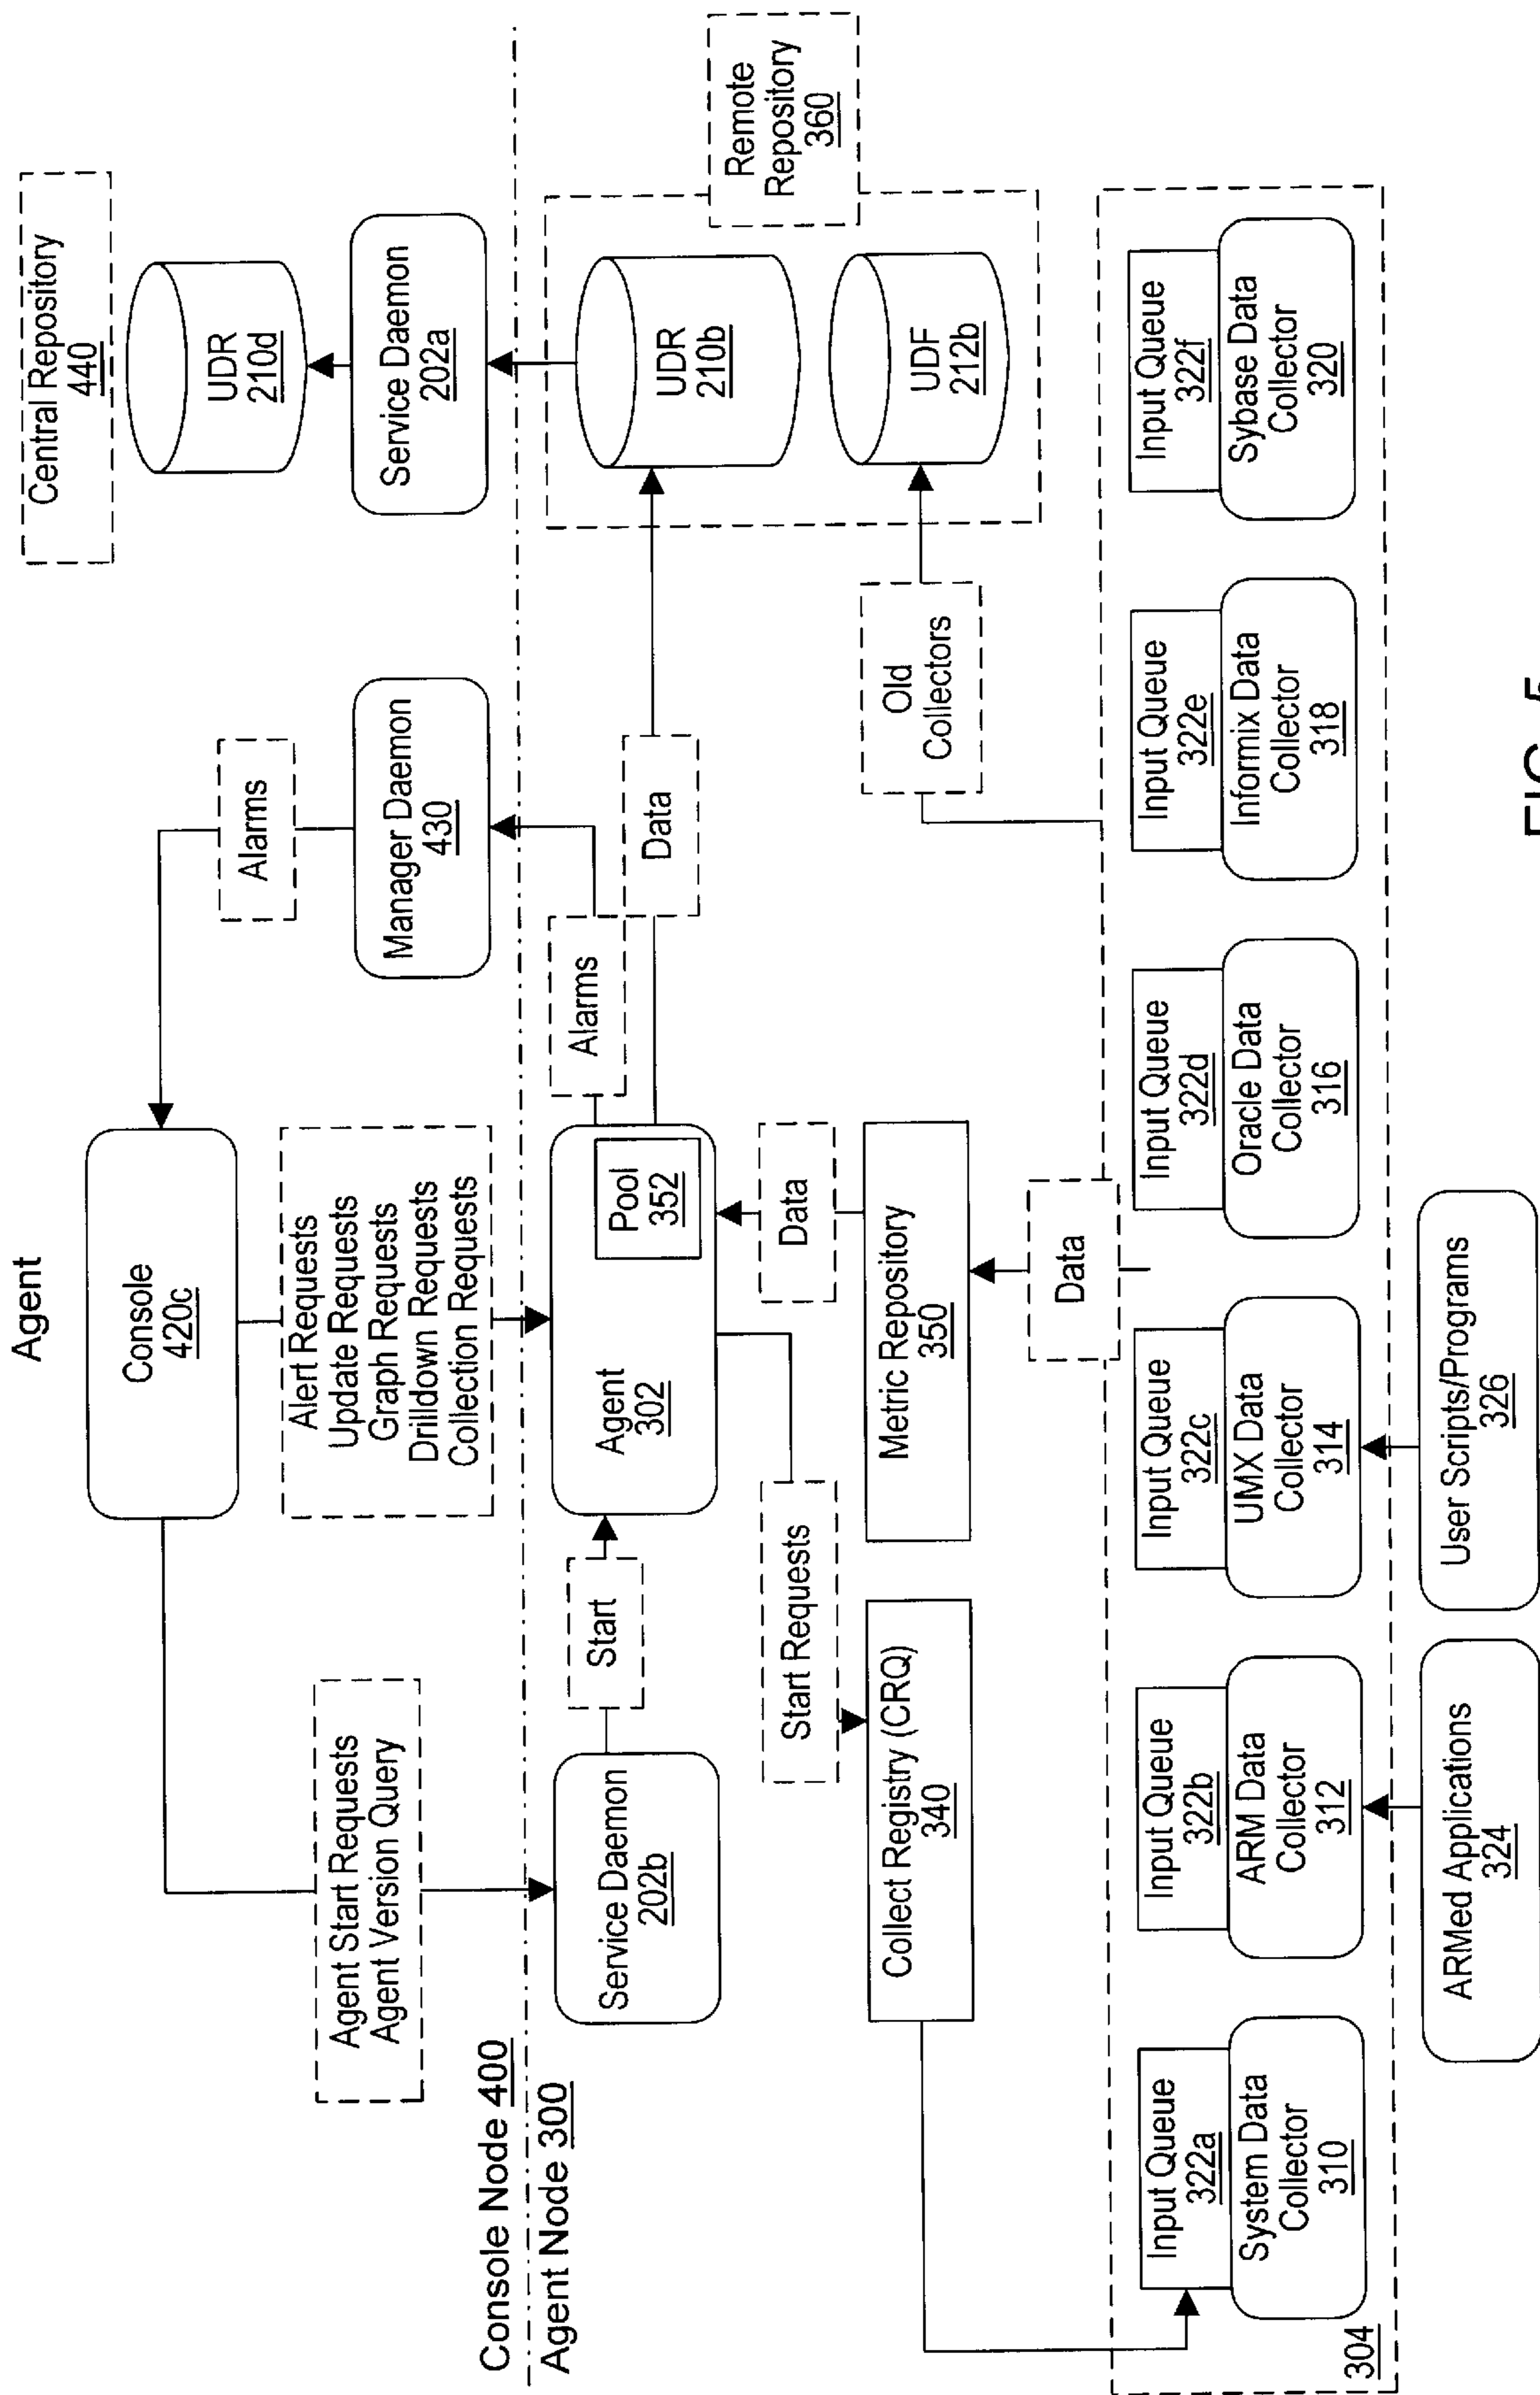 Agent
Central Repository
440
Console
420c
Alarms
UDR
210d
Agent Start Requests
Agent Version Query
Alert Requests
Update Requests
Graph Requests
Drilldown Requests
Collection Requests
Manager Daemon
430
Service Daemon
202a
Console Node 400
Agent Node 300
Service Daemon
202b
Start
Agent
302
Pool
352
Alarms
Data
UDR
210b
Remote
Repository
360
Start Requests
Data
Old
Collectors
UDF
212b
Collect Registry (CRQ)
340
Metric Repository
350
Data
Input Queue
322a
System Data
Collector
310
Input Queue
322b
ARM Data
Collector
312
Input Queue
322c
UMX Data
Collector
314
Input Queue
322d
Oracle Data
Collector
316
Input Queue
322e
Informix Data
Collector
318
Input Queue
322f
Sybase Data
Collector
320
304
ARMed Applications
324
User Scripts/Programs
326
FIG. 5